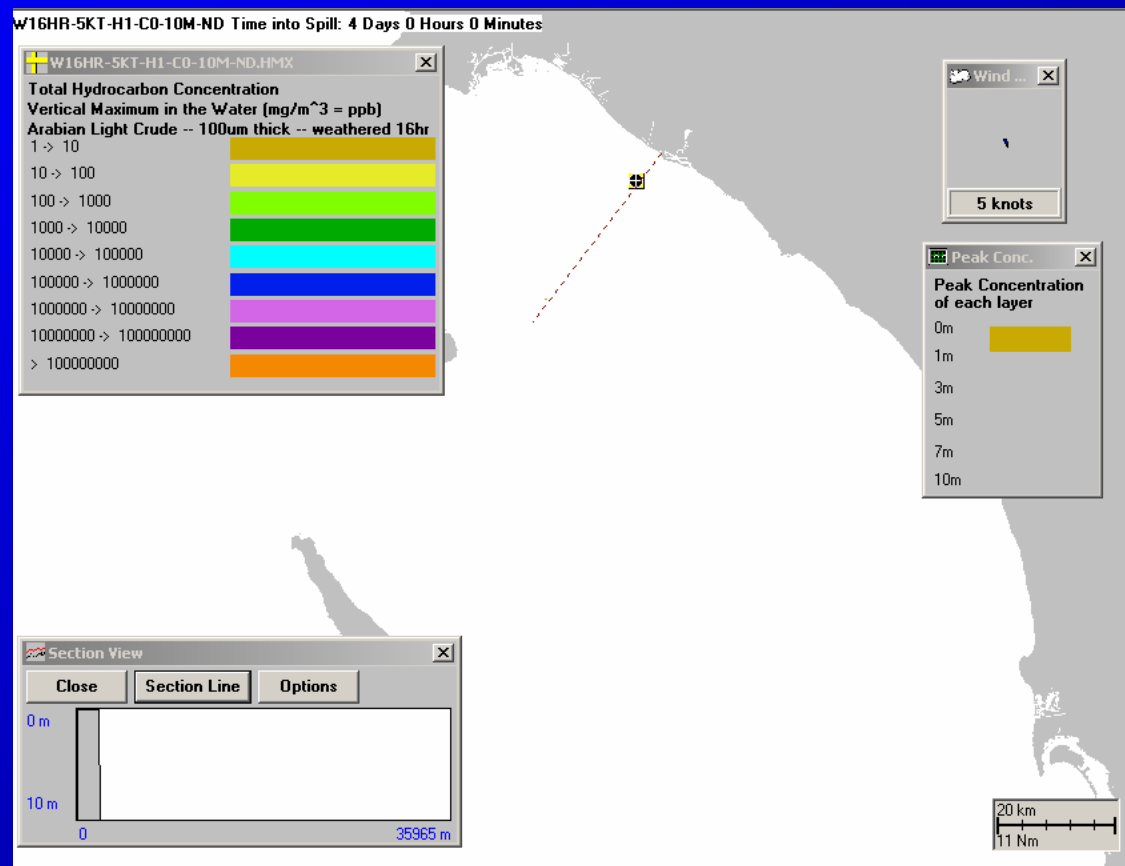 W16HR-5KT-H1-C0-10M-ND Time into Spill: 4 Days 0 Hours 0 Minutes
W16HR-5KT-H1-C0-10M-ND.HMX
Total Hydrocarbon Concentration
Vertical Maximum in the Water (mg/m^3 = ppb)
Arabian Light Crude -- 100um thick -- weathered 16hr
1 -> 10
10 -> 100
100 -> 1000
1000 -> 10000
10000 -> 100000
100000 -> 1000000
1000000 -> 10000000
10000000 -> 100000000
> 100000000
Wind ...
5 knots
Peak Conc.
Peak Concentration
of each layer
0m
1m
3m
5m
7m
10m
Section View
Close Section Line Options
0 m
10 m
0 35965 m
20 km
11 Nm